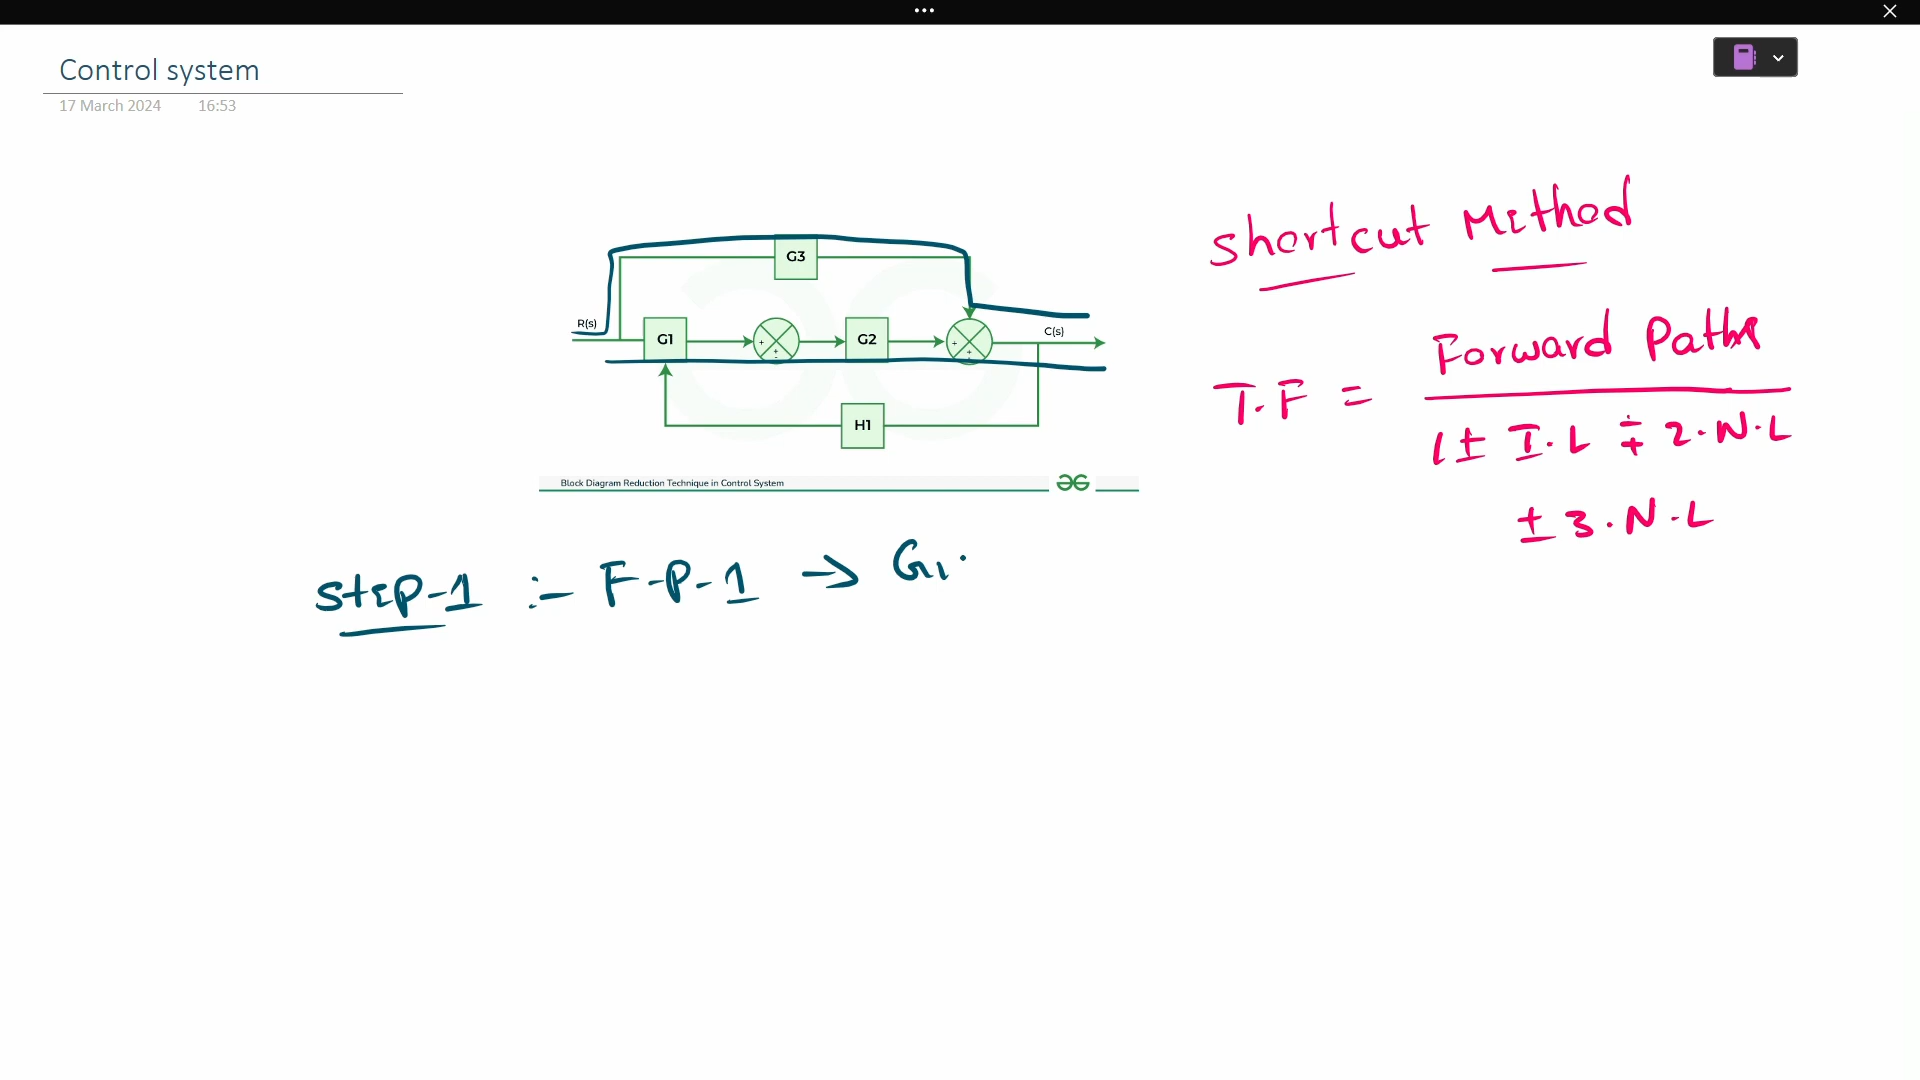 Control system
17 March 2024 16:53
shortcut Method
G3
R(s)
G1
G2
C(s)
H1
Block Diagram Reduction Technique in Control System
T.F = Forward Paths
1 ± I.L ∓ 2.N.L
± 3.N.L
step-1 :- F-P-1 → G1.